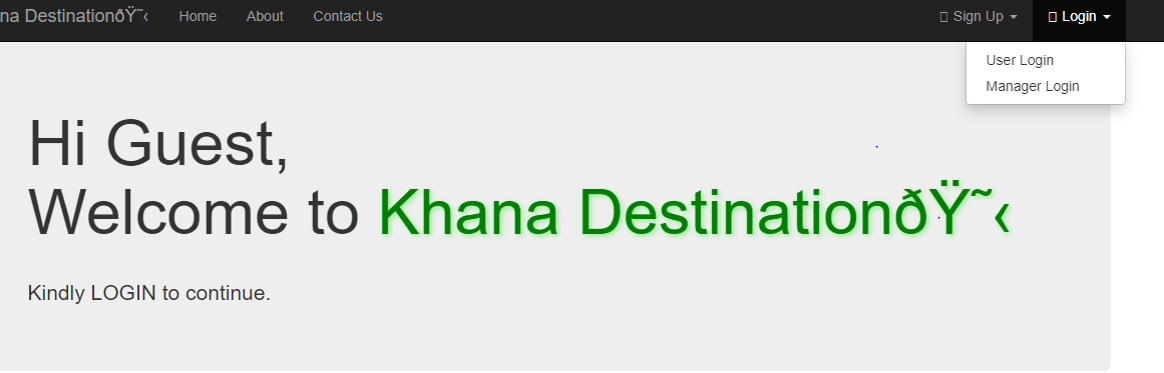 na DestinationðŸ˜‹ Home About Contact Us Sign Up Login
User Login
Manager Login
Hi Guest,
Welcome to Khana DestinationðŸ˜‹
Kindly LOGIN to continue.